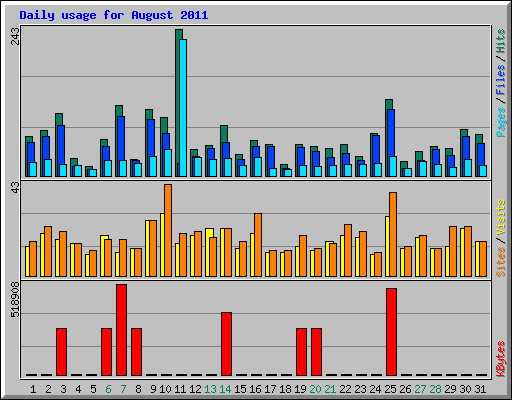 Daily usage for August 2011
243
Pages / Files / Hits
43
Sites / Visits
518908
KBytes
1 2 3 4 5 6 7 8 9 10 11 12 13 14 15 16 17 18 19 20 21 22 23 24 25 26 27 28 29 30 31